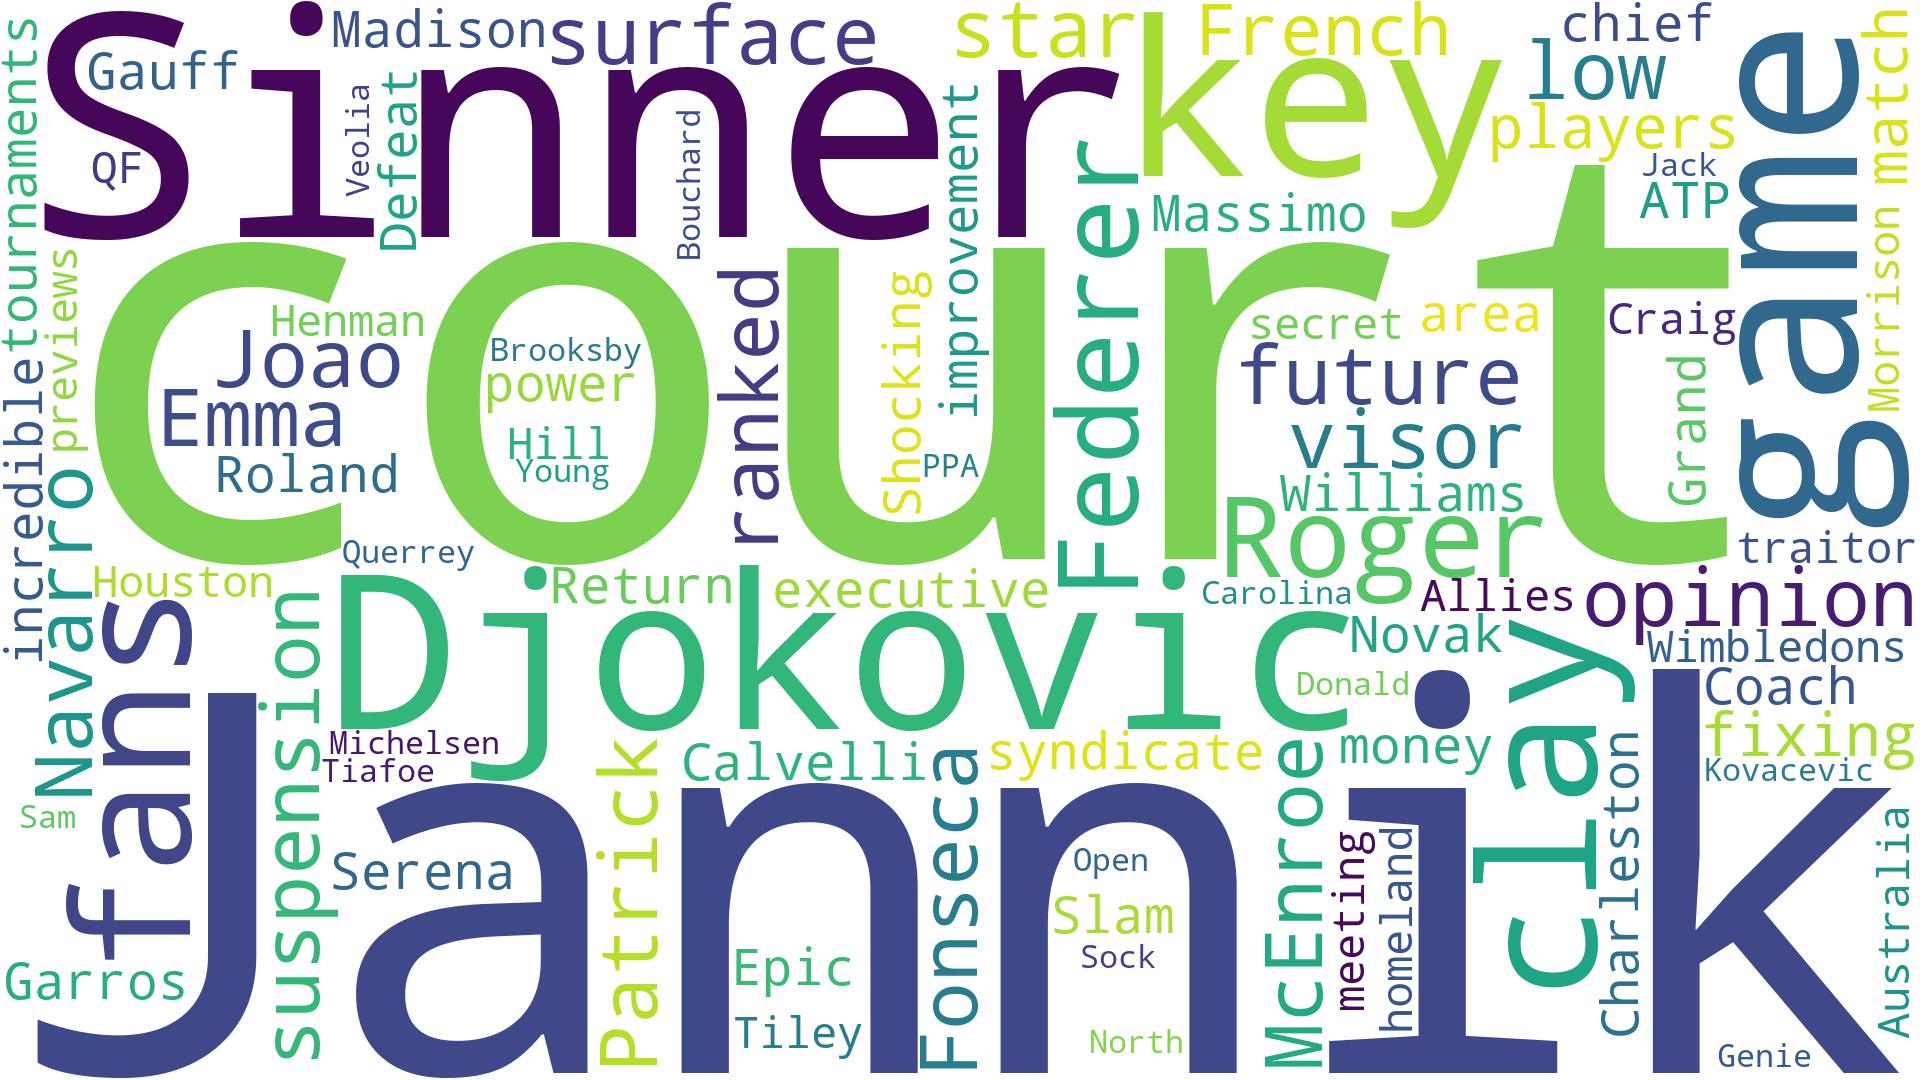 Sinner
court
Jannik
key
Djokovic
game
clay
fans
Federer
Roger
opinion
surface
star
French
low
chief
players
match
Madison
Gauff
QF
Veolia
Defeat
Bouchard
tournaments
previews
incredible
Navarro
improvement
Massimo
Jack
ATP
Morrison
Henman
Joao
Emma
Roland
Brooksby
power
Hill
Young
ranked
Shocking
PPA
secret
area
Craig
future
visor
Williams
Grand
traitor
Querrey
Houston
Return
executive
Carolina
Allies
Novak
Wimbledons
Donald
Coach
fixing
Kovacevic
money
suspension
Michelsen
Tiafoe
Calvelli
syndicate
Patrick
Fonseca
McEnroe
meeting
homeland
Charleston
Australia
Sam
Serena
Garros
Epic
Tiley
Open
Slam
Sock
North
Genie